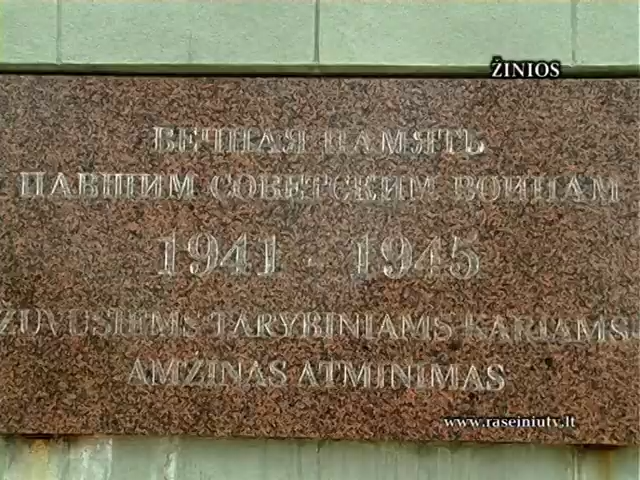 ŽINIOS
ВЕЧНАЯ ПАМЯТЬ
ПАВШИМ СОВЕТСКИМ ВОИНАМ
1941 - 1945
ŽUVUSIEMS TARYBINIAMS KARIAMS
AMŽINAS ATMINIMAS
www.raseiniutv.lt